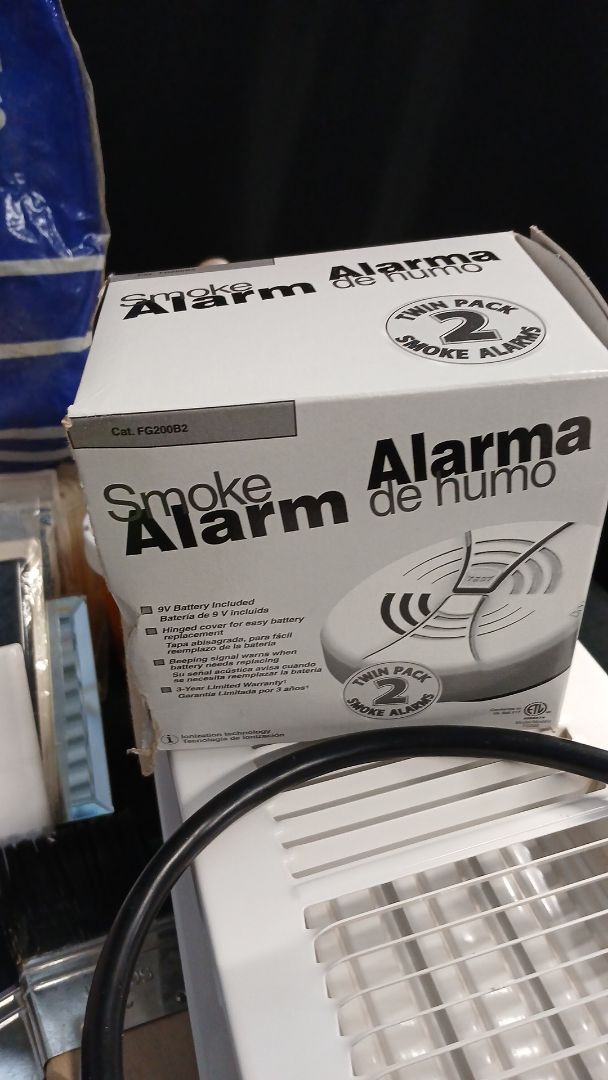 Smoke
Alarm
Alarma
de humo
TWIN PACK
2
SMOKE ALARMS
Cat. FG200B2
Smoke
Alarm
Alarma
de humo
9V Battery Included
Batería de 9 V incluids
Hinged cover for easy battery
replacement
Tapa abisagrada, para fácil
reemplazo de la batería
Beeping signal warns when
battery needs replacing
Su señal acústica avisa cuando
se necesita reemplazar la batería
3-Year Limited Warranty†
Garantía Limitada por 3 años†
Ionization technology
Tecnología de ionización
TEST
TWIN PACK
2
SMOKE ALARMS
ETL